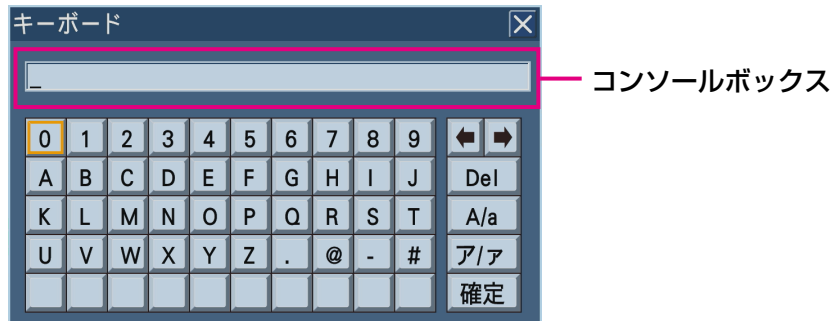 キーボード
コンソールボックス
_
0 1 2 3 4 5 6 7 8 9 ← →
A B C D E F G H I J Del
K L M N O P Q R S T A/a
U V W X Y Z . @ - # ア/ァ
確定